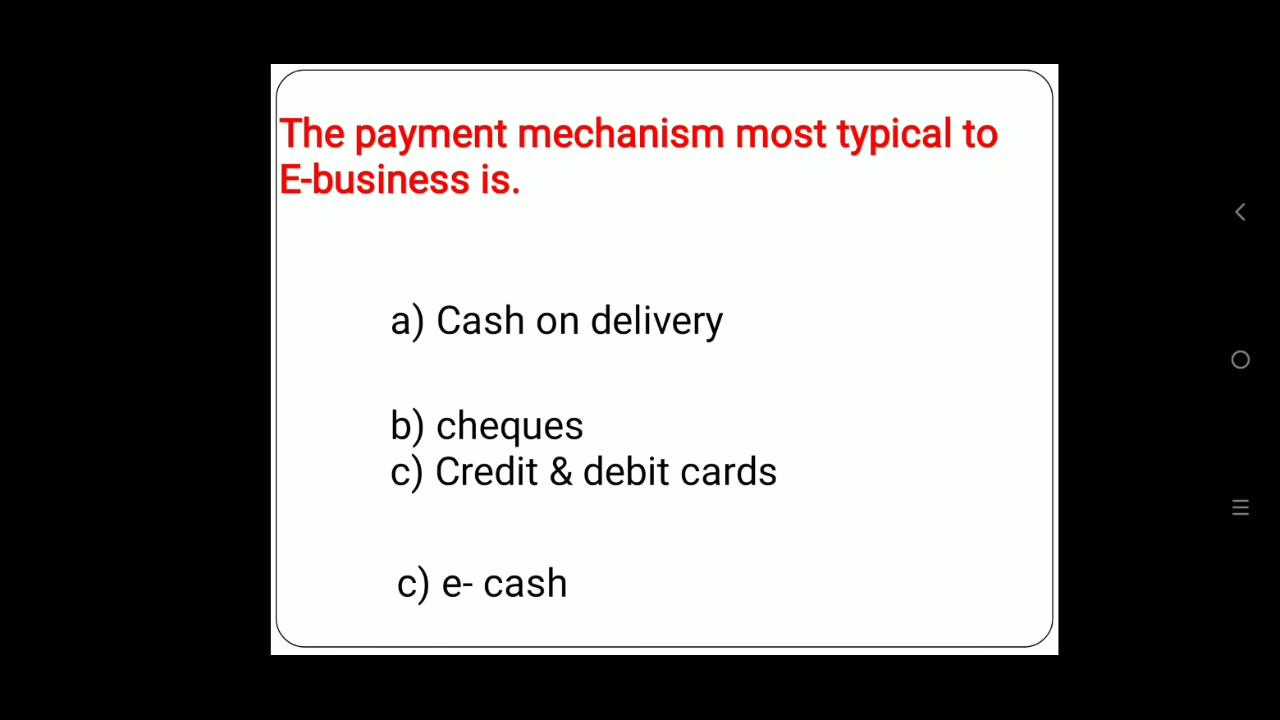 The payment mechanism most typical to
E-business is.
a) Cash on delivery
b) cheques
c) Credit & debit cards
c) e- cash